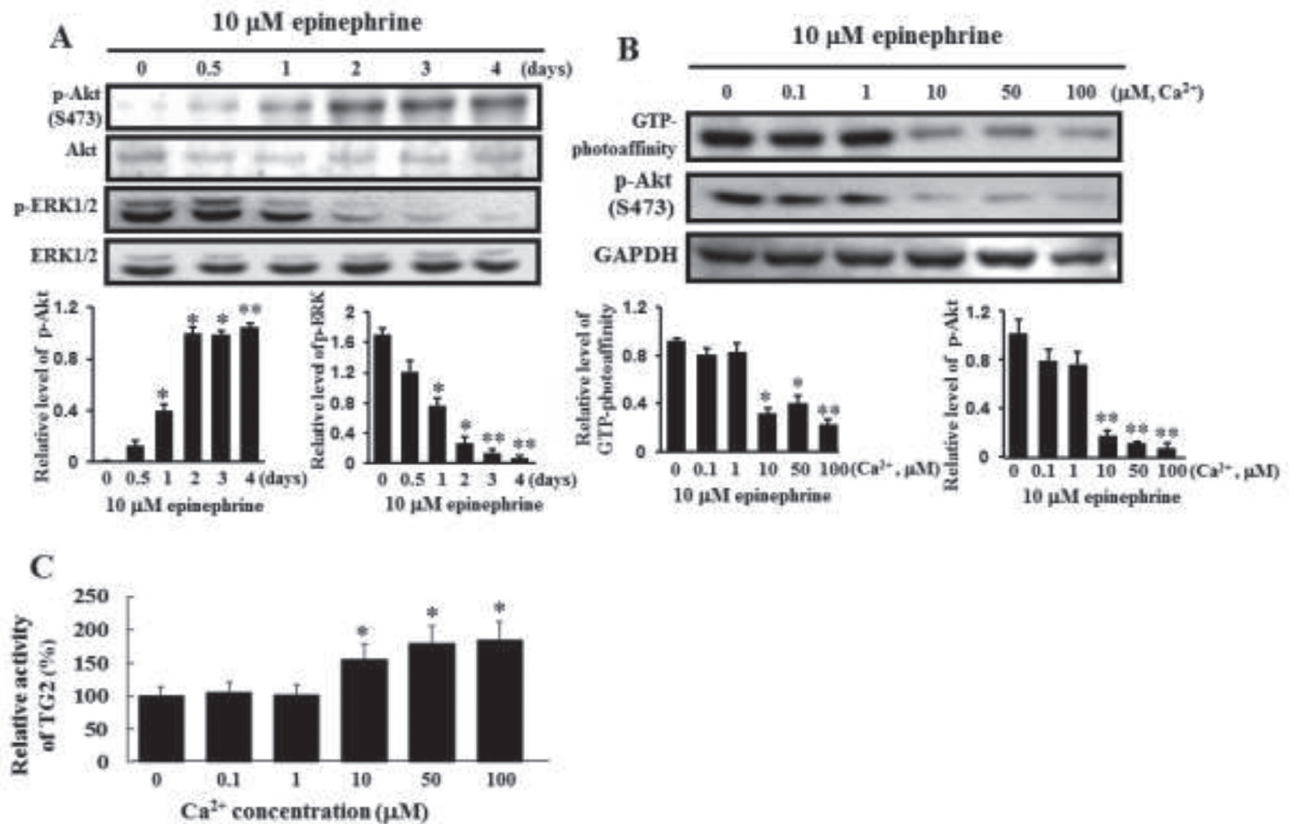 A
10 μM epinephrine
0 0.5 1 2 3 4 (days)
p-Akt
(S473)
Akt
p-ERK1/2
ERK1/2
Relative level of p-Akt
1.2
0.8
0.4
0
* * * **
0 0.5 1 2 3 4 (days)
10 μM epinephrine
Relative level of p-ERK
2
1.6
1.2
0.8
0.4
0
* * ** **
0 0.5 1 2 3 4 (days)
10 μM epinephrine
B
10 μM epinephrine
0 0.1 1 10 50 100 (μM, Ca²⁺)
GTP-
photoaffinity
p-Akt
(S473)
GAPDH
Relative level of
GTP-photoaffinity
1.2
0.8
0.4
0
* * **
0 0.1 1 10 50 100 (Ca²⁺, μM)
10 μM epinephrine
Relative level of p-Akt
1.2
0.8
0.4
0
** ** **
0 0.1 1 10 50 100 (Ca²⁺, μM)
10 μM epinephrine
C
Relative activity
of TG2 (%)
250
200
150
100
50
0
* * *
0 0.1 1 10 50 100
Ca²⁺ concentration (μM)